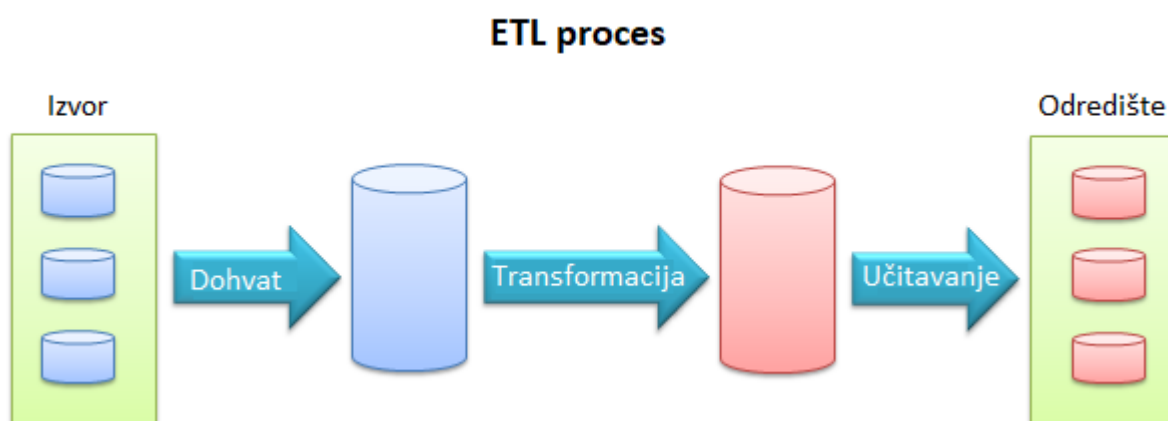 ETL proces
Izvor
Odredište
Dohvat
Transformacija
Učitavanje